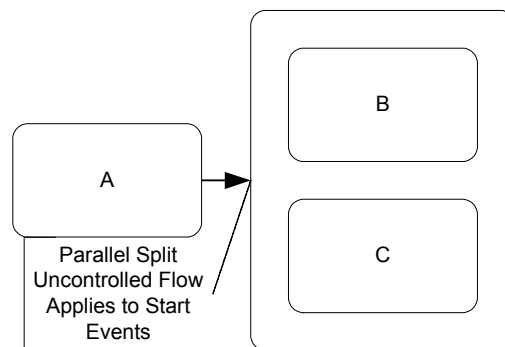 A
B
C
Parallel Split
Uncontrolled Flow
Applies to Start
Events